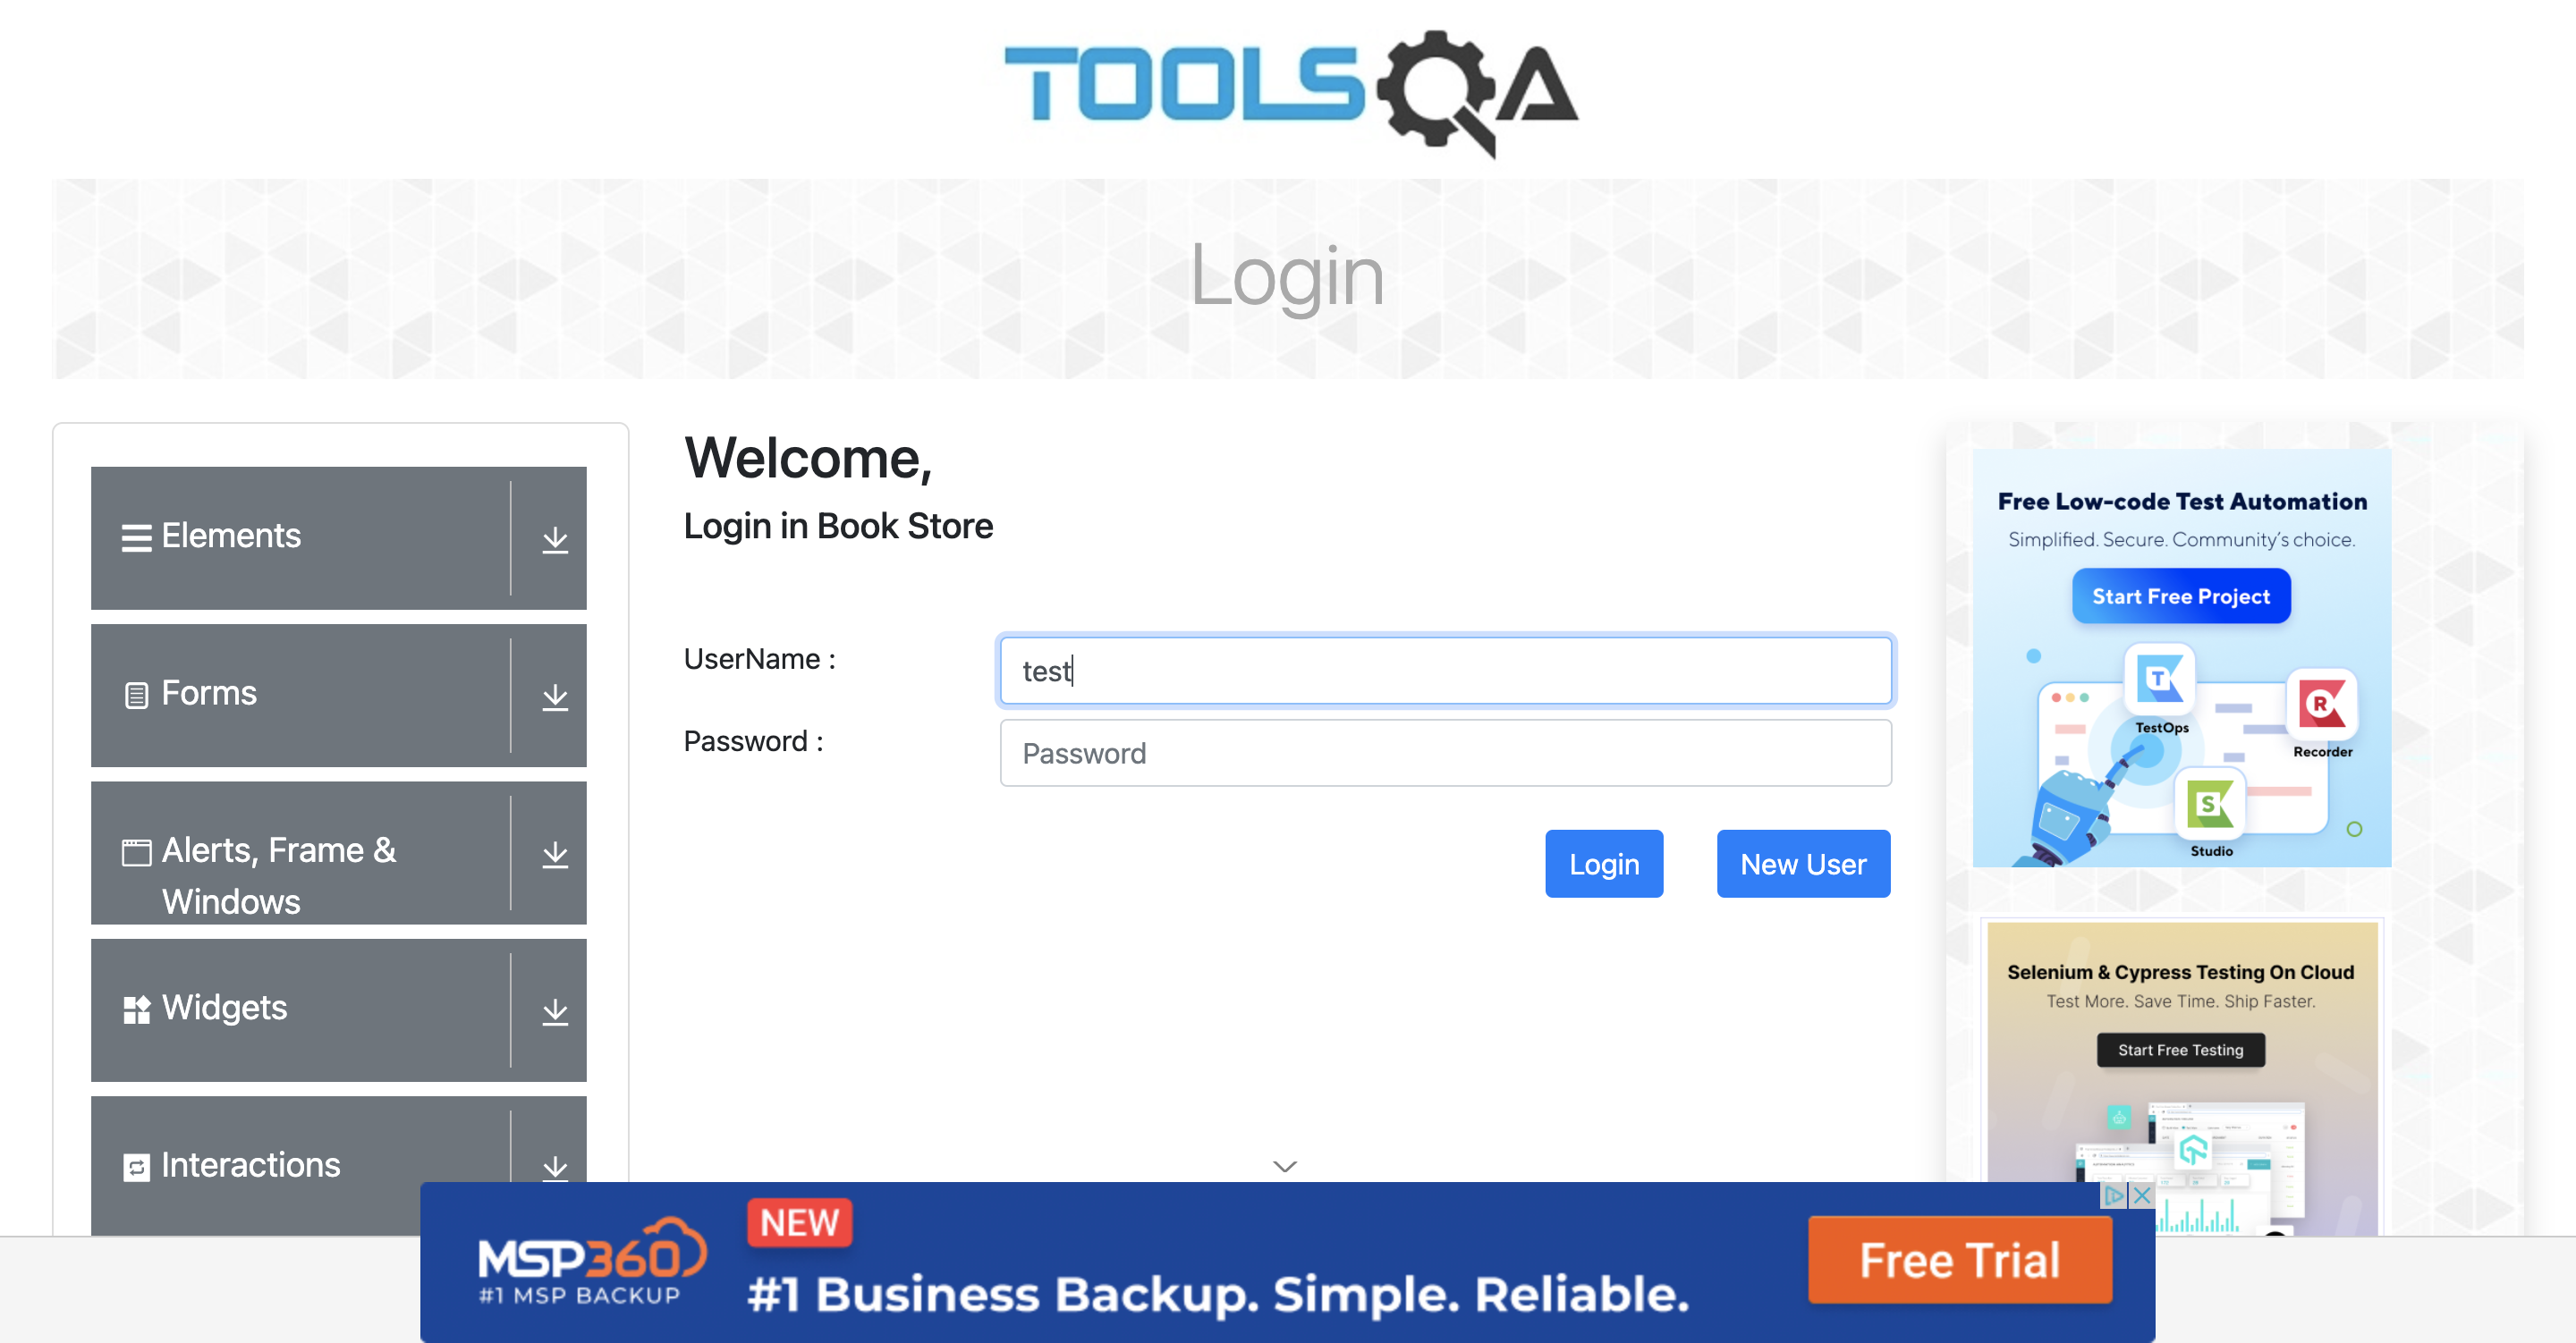 TOOLSQA
Login
Elements
Forms
Alerts, Frame &
Windows
Widgets
Interactions
Welcome,
Login in Book Store
UserName :
test
Password :
Password
Login
New User
Free Low-code Test Automation
Simplified. Secure. Community's choice.
Start Free Project
T
TestOps
R
Recorder
S
Studio
Selenium & Cypress Testing On Cloud
Test More. Save Time. Ship Faster.
Start Free Testing
MSP360
#1 MSP BACKUP
NEW
#1 Business Backup. Simple. Reliable.
Free Trial